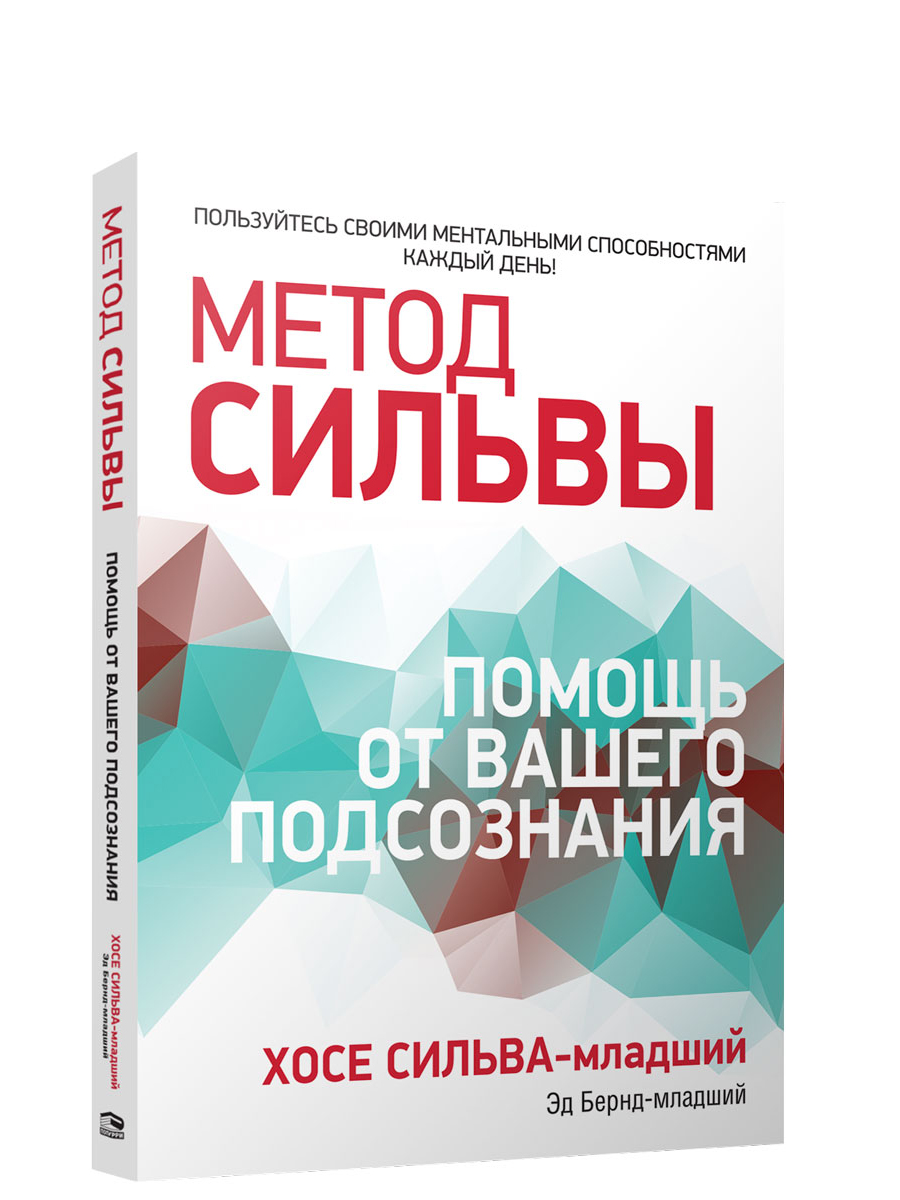 ПОЛЬЗУЙТЕСЬ СВОИМИ МЕНТАЛЬНЫМИ СПОСОБНОСТЯМИ
КАЖДЫЙ ДЕНЬ!
МЕТОД
СИЛЬВЫ
ПОМОЩЬ
ОТ ВАШЕГО
ПОДСОЗНАНИЯ
ХОСЕ СИЛЬВА-младший
Эд Бернд-младший
МЕТОД СИЛЬВЫ
ПОМОЩЬ ОТ ВАШЕГО ПОДСОЗНАНИЯ
ХОСЕ СИЛЬВА-младший
Эд Бернд-младший
ПОПУРРИ